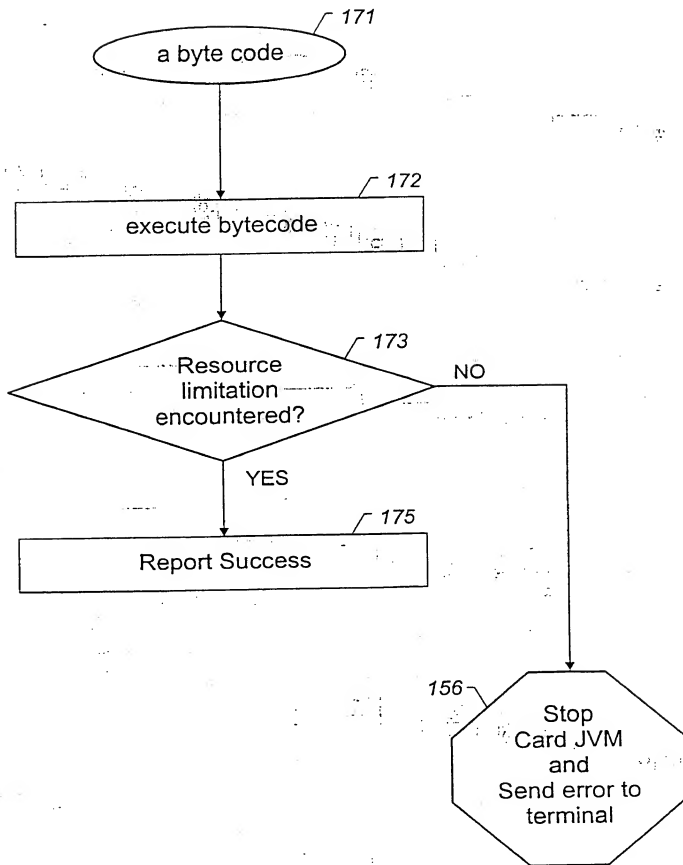 171
a byte code
172
execute bytecode
173
Resource
limitation
encountered?
NO
YES
175
Report Success
156
Stop
Card JVM
and
Send error to
terminal